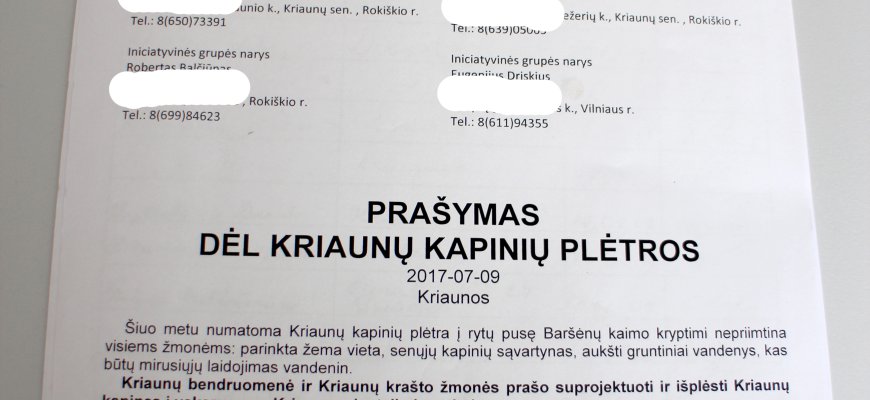 unio k., Kriaunų sen. , Rokiškio r.
ežerių k., Kriaunų sen. , Rokiškio r.
Tel.: 8(650)73391
Tel.: 8(639)05005
Iniciatyvinės grupės narys
Iniciatyvinės grupės narys
Robertas Balčiūnas
Eugenijus Driskius
, Rokiškio r.
k., Vilniaus r.
Tel.: 8(699)84623
Tel.: 8(611)94355
PRAŠYMAS
DĖL KRIAUNŲ KAPINIŲ PLĖTROS
2017-07-09
Kriaunos
Šiuo metu numatoma Kriaunų kapinių plėtra į rytų pusę Baršėnų kaimo kryptimi nepriimtina
visiems žmonėms: parinkta žema vieta, senųjų kapinių sąvartynas, aukšti gruntiniai vandenys, kas
būtų mirusiųjų laidojimas vandenin.
Kriaunų bendruomenė ir Kriaunų krašto žmonės prašo suprojektuoti ir išplėsti Kriaunų